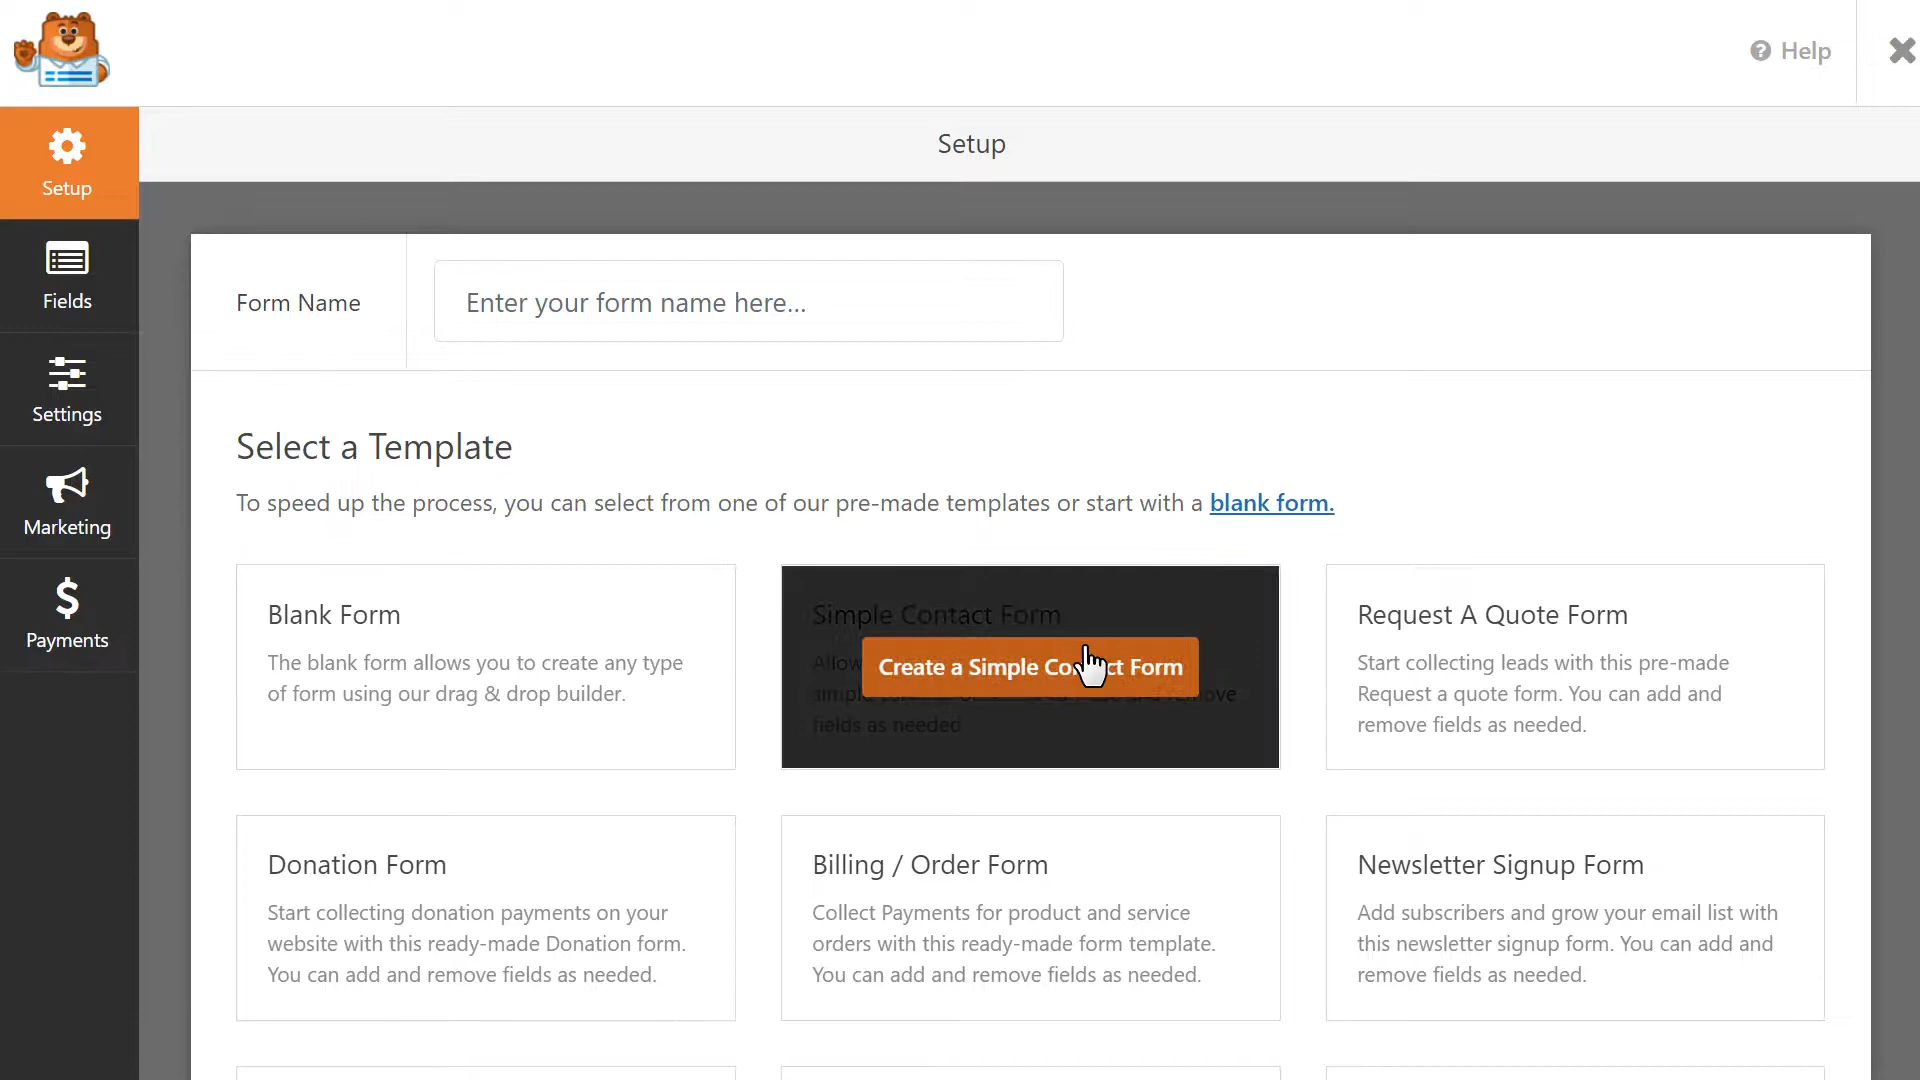 Help
Setup
Setup
Fields
Settings
Marketing
Payments
Form Name
Enter your form name here...
Select a Template
To speed up the process, you can select from one of our pre-made templates or start with a blank form.
Blank Form
The blank form allows you to create any type
of form using our drag & drop builder.
Simple Contact Form
Create a Simple Contact Form
fields as needed
Request A Quote Form
Start collecting leads with this pre-made
Request a quote form. You can add and
remove fields as needed.
Donation Form
Start collecting donation payments on your
website with this ready-made Donation form.
You can add and remove fields as needed.
Billing / Order Form
Collect Payments for product and service
orders with this ready-made form template.
You can add and remove fields as needed.
Newsletter Signup Form
Add subscribers and grow your email list with
this newsletter signup form. You can add and
remove fields as needed.